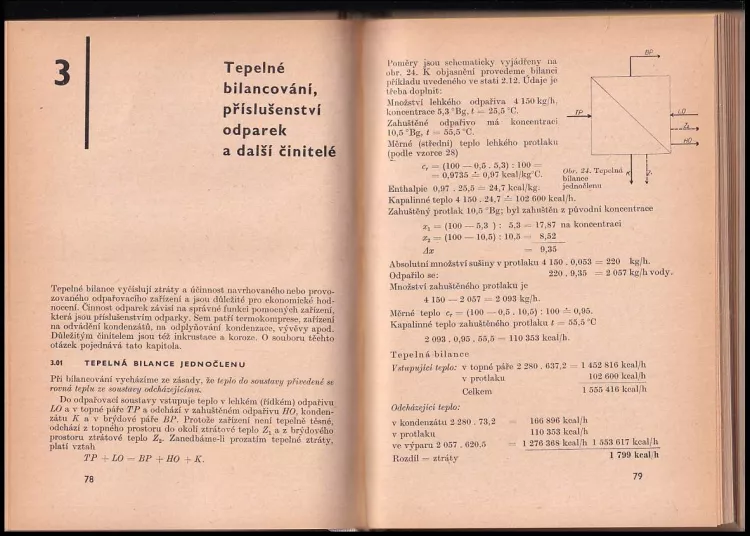 3
Tepelné
bilancování,
příslušenství
odparek
a další činitelé
Tepelné bilance vyčíslují ztráty a účinnost navrhovaného nebo provo-
zovaného odpařovacího zařízení a jsou důležité pro ekonomické hod-
nocení. Činnost odparek závisí na správné funkci pomocných zařízení,
která jsou příslušenstvím odparky. Sem patří termokomprese, zařízení
na odvádění kondenzátů, na odplyňování kondenzace, vývěvy apod.
Důležitým činitelem jsou též inkrustace a koroze. O souboru těchto
otázek pojednává tato kapitola.
3.01 TEPELNÁ BILANCE JEDNOČLENU
Při bilancování vycházíme ze zásady, že teplo do soustavy přivedené se
rovná teplu ze soustavy odcházejícímu.
Do odpařovací soustavy vstupuje teplo v lehkém (řídkém) odpařivu
LO a v topné páře TP a odchází v zahuštěném odpařivu HO, konden-
zátu K a v brýdové páře BP. Protože zařízení není tepelně těsné,
odchází z topného prostoru do okolí ztrátové teplo Z₁ a z brýdového
prostoru ztrátové teplo Z₂. Zanedbáme-li prozatím tepelné ztráty,
platí vztah
TP + LO = BP + HO + K.
78
Poměry jsou schematicky vyjádřeny na
obr. 24. K objasnění provedeme bilanci
příkladu uvedeného ve stati 2.12. Údaje je
třeba doplnit:
Množství lehkého odpařiva 4 150 kg/h,
koncentrace 5,3 °Bg, t = 25,5 °C.
Zahuštěné odpařivo má koncentraci
10,5 °Bg, t = 55,5 °C.
Měrné (střední) teplo lehkého protlaku
(podle vzorce 28)
cᵣ = (100 — 0,5 . 5,3) : 100 =
= 0,9735 ≐ 0,97 kcal/kg°C.
Enthalpie 0,97 . 25,5 = 24,7 kcal/kg.
Kapalinné teplo 4 150 . 24,7 ≐ 102 600 kcal/h.
BP
TP
LO
Z₂
HO
K
Z₁
Obr. 24. Tepelná
bilance
jednočlenu
Zahuštěný protlak 10,5 °Bg; byl zahuštěn z původní koncentrace
x₁ = (100 — 5,3 ) : 5,3 = 17,87 na koncentraci
x₂ = (100 — 10,5) : 10,5 = 8,52
Δx = 9,35
Absolutní množství sušiny v protlaku 4 150 . 0,053 = 220 kg/h.
Odpařilo se: 220 . 9,35 = 2 057 kg/h vody.
Množství zahuštěného protlaku je
4 150 — 2 057 = 2 093 kg/h.
Měrné teplo cᵣ = (100 — 0,5 . 10,5) : 100 ≐ 0,95.
Kapalinné teplo zahuštěného protlaku t = 55,5 °C
2 093 . 0,95 . 55,5 = 110 353 kcal/h.
Tepelná bilance
Vstupující teplo: v topné páře 2 280 . 637,2 = 1 452 816 kcal/h
v protlaku 102 600 kcal/h
Celkem 1 555 416 kcal/h
Odcházející teplo:
v kondenzátu 2 280 . 73,2 = 166 896 kcal/h
v protlaku 110 353 kcal/h
ve výparu 2 057 . 620,5 = 1 276 368 kcal/h 1 553 617 kcal/h
Rozdíl = ztráty 1 799 kcal/h
79